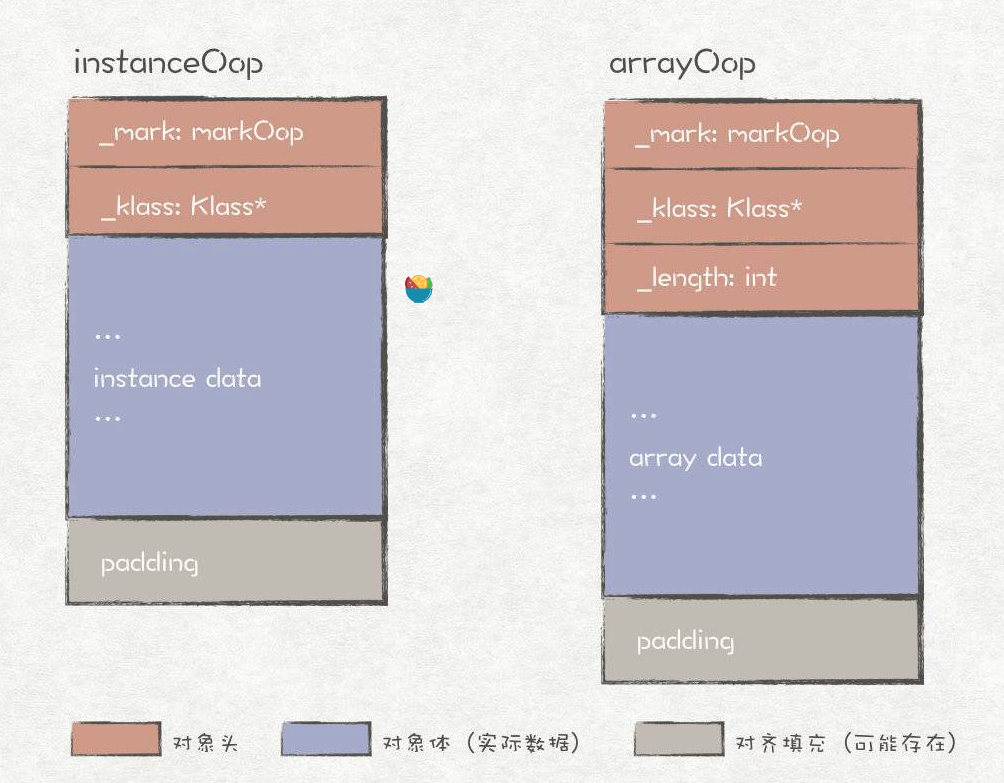 instanceOop
_mark: markOop
_klass: Klass*
...
instance data
...
padding
arrayOop
_mark: markOop
_klass: Klass*
_length: int
...
array data
...
padding
对象头
对象体（实际数据）
对齐填充（可能存在）